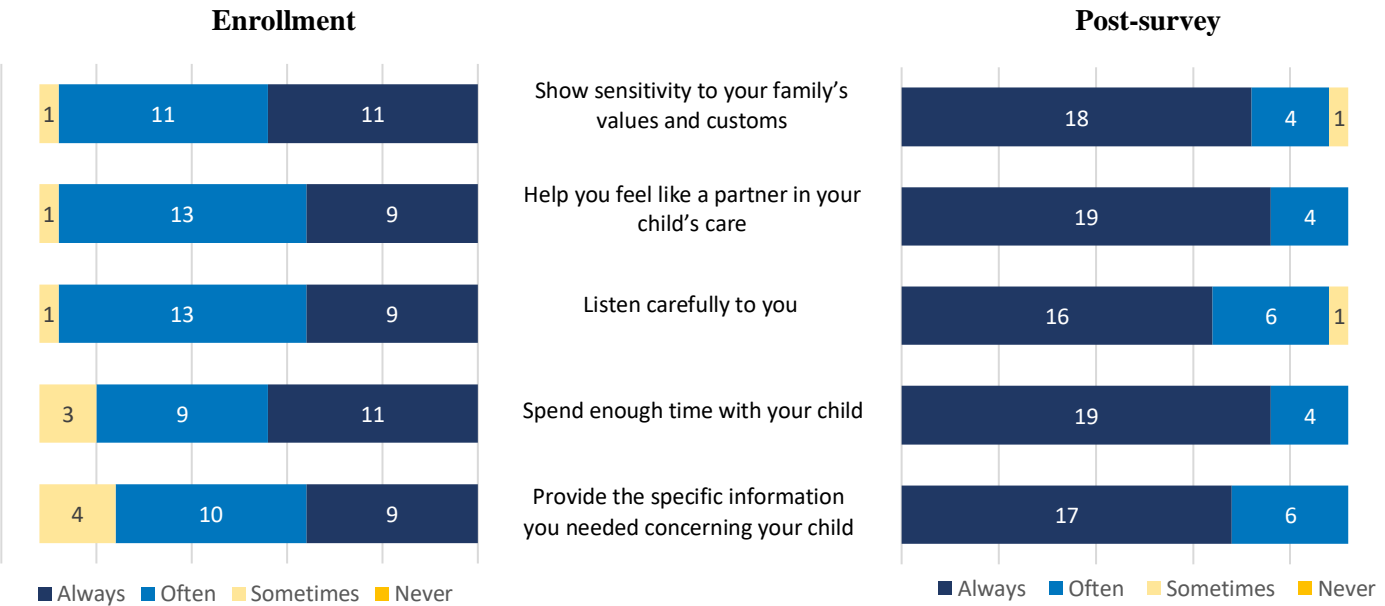 Enrollment
Post-survey
1 11 11
Show sensitivity to your family’s
values and customs
18 4 1
1 13 9
Help you feel like a partner in your
child’s care
19 4
1 13 9
Listen carefully to you
16 6 1
3 9 11
Spend enough time with your child
19 4
4 10 9
Provide the specific information
you needed concerning your child
17 6
Always Often Sometimes Never
Always Often Sometimes Never